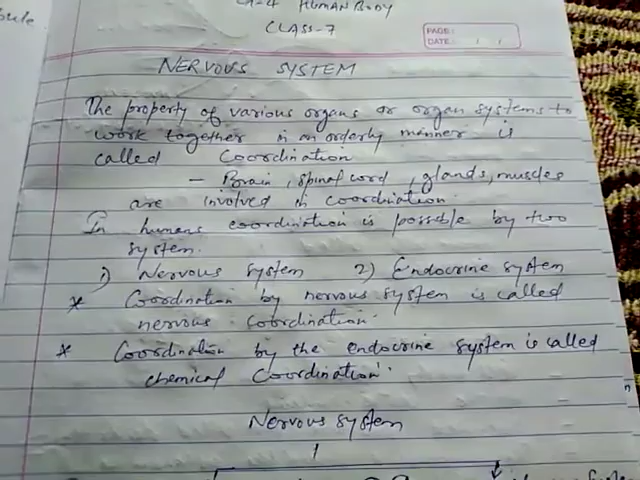 CH-4 HUMAN BODY
CLASS-7
PAGE:
DATE: / /
NERVOUS SYSTEM
The property of various organs or organ systems to
work together in an orderly manner is
called Coordination
- Brain, spinal cord, glands, muscles
are involved in coordination.
In humans coordination is possible by two
system.
1) Nervous system 2) Endocrine system
* Coordination by nervous system is called
nervous coordination.
* Coordination by the endocrine system is called
chemical coordination.
Nervous system